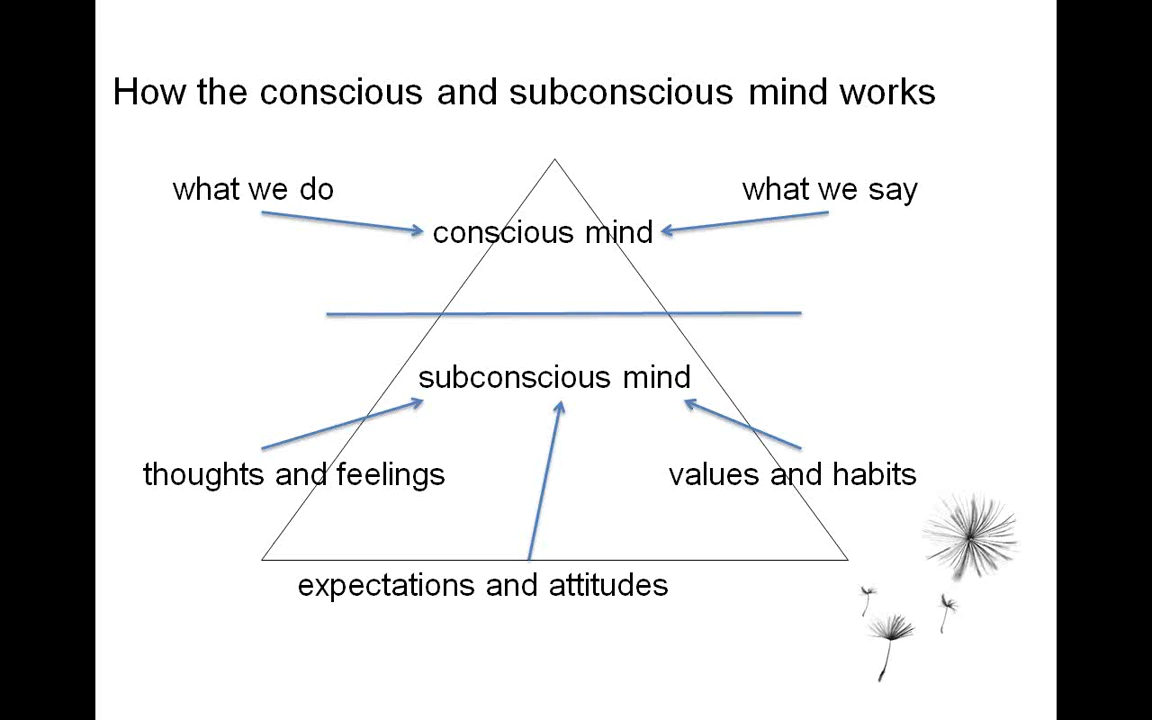 How the conscious and subconscious mind works
what we do
what we say
conscious mind
subconscious mind
thoughts and feelings
values and habits
expectations and attitudes